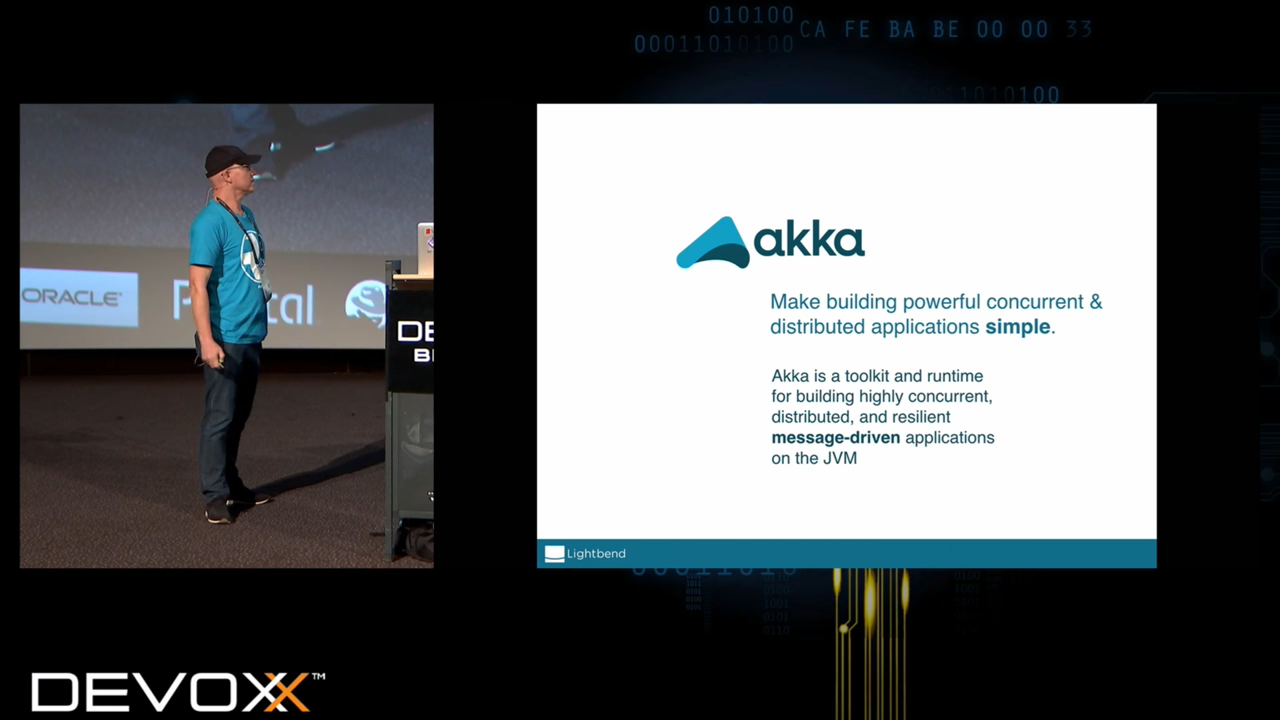 010100
00011010100
CA FE BA BE 00 00 33
1010100
ORACLE
DE
B
akka
Make building powerful concurrent &
distributed applications simple.
Akka is a toolkit and runtime
for building highly concurrent,
distributed, and resilient
message-driven applications
on the JVM
Lightbend
DEVOXX™